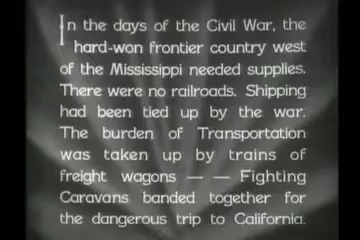 In the days of the Civil War, the
hard-won frontier country west
of the Mississippi needed supplies.
There were no railroads. Shipping
had been tied up by the war.
The burden of Transportation
was taken up by trains of
freight wagons — — Fighting
Caravans banded together for
the dangerous trip to California.